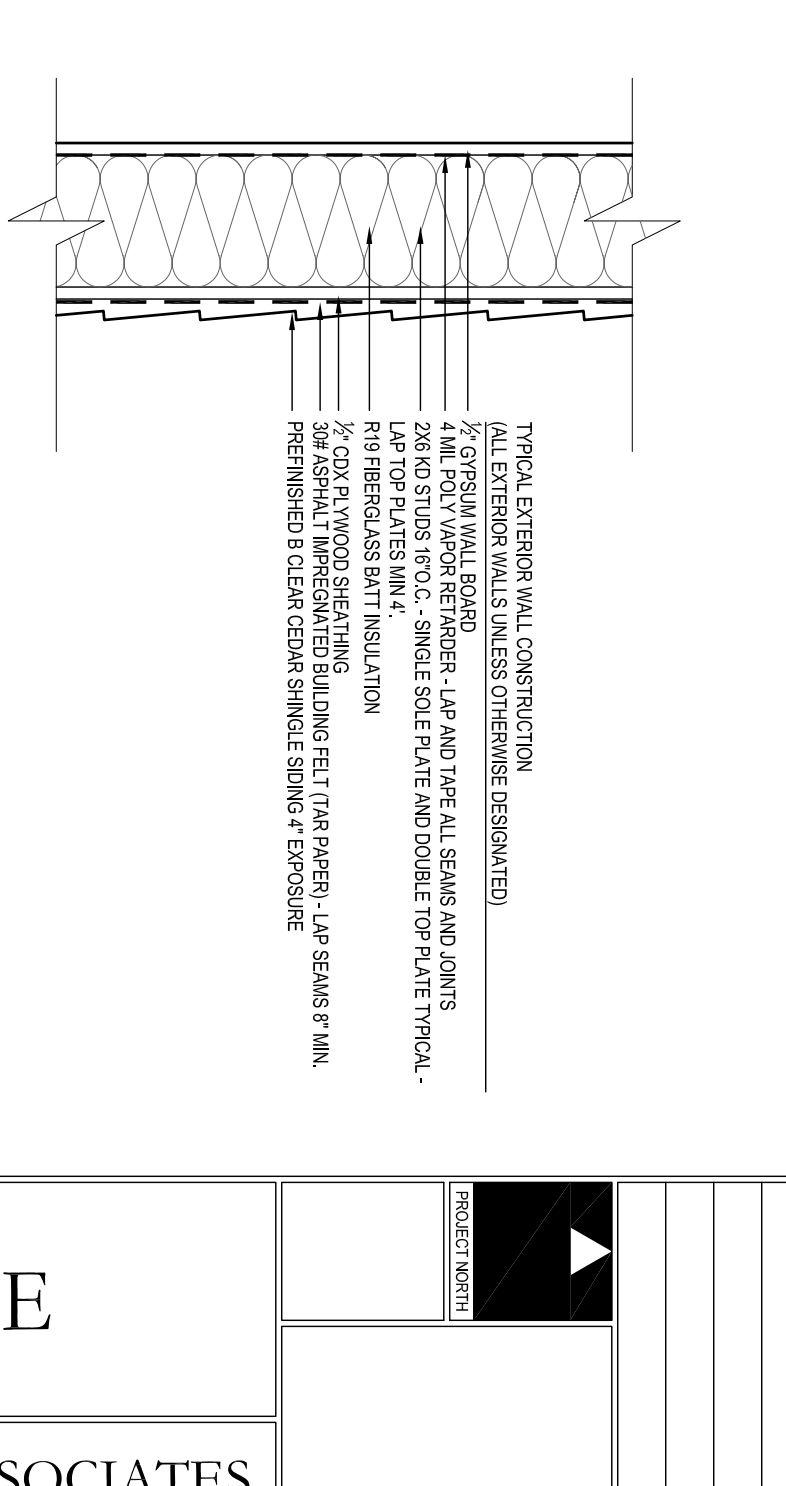 TYPICAL EXTERIOR WALL CONSTRUCTION
(ALL EXTERIOR WALLS UNLESS OTHERWISE DESIGNATED)
½" GYPSUM WALL BOARD
4 MIL POLY VAPOR RETARDER - LAP AND TAPE ALL SEAMS AND JOINTS
2X6 KD STUDS 16"O.C. - SINGLE SOLE PLATE AND DOUBLE TOP PLATE TYPICAL -
LAP TOP PLATES MIN 4'.
R19 FIBERGLASS BATT INSULATION
½" CDX PLYWOOD SHEATHING
30# ASPHALT IMPREGNATED BUILDING FELT (TAR PAPER) - LAP SEAMS 8" MIN.
PREFINISHED B CLEAR CEDAR SHINGLE SIDING 4" EXPOSURE
PROJECT NORTH
E
SOCIATES